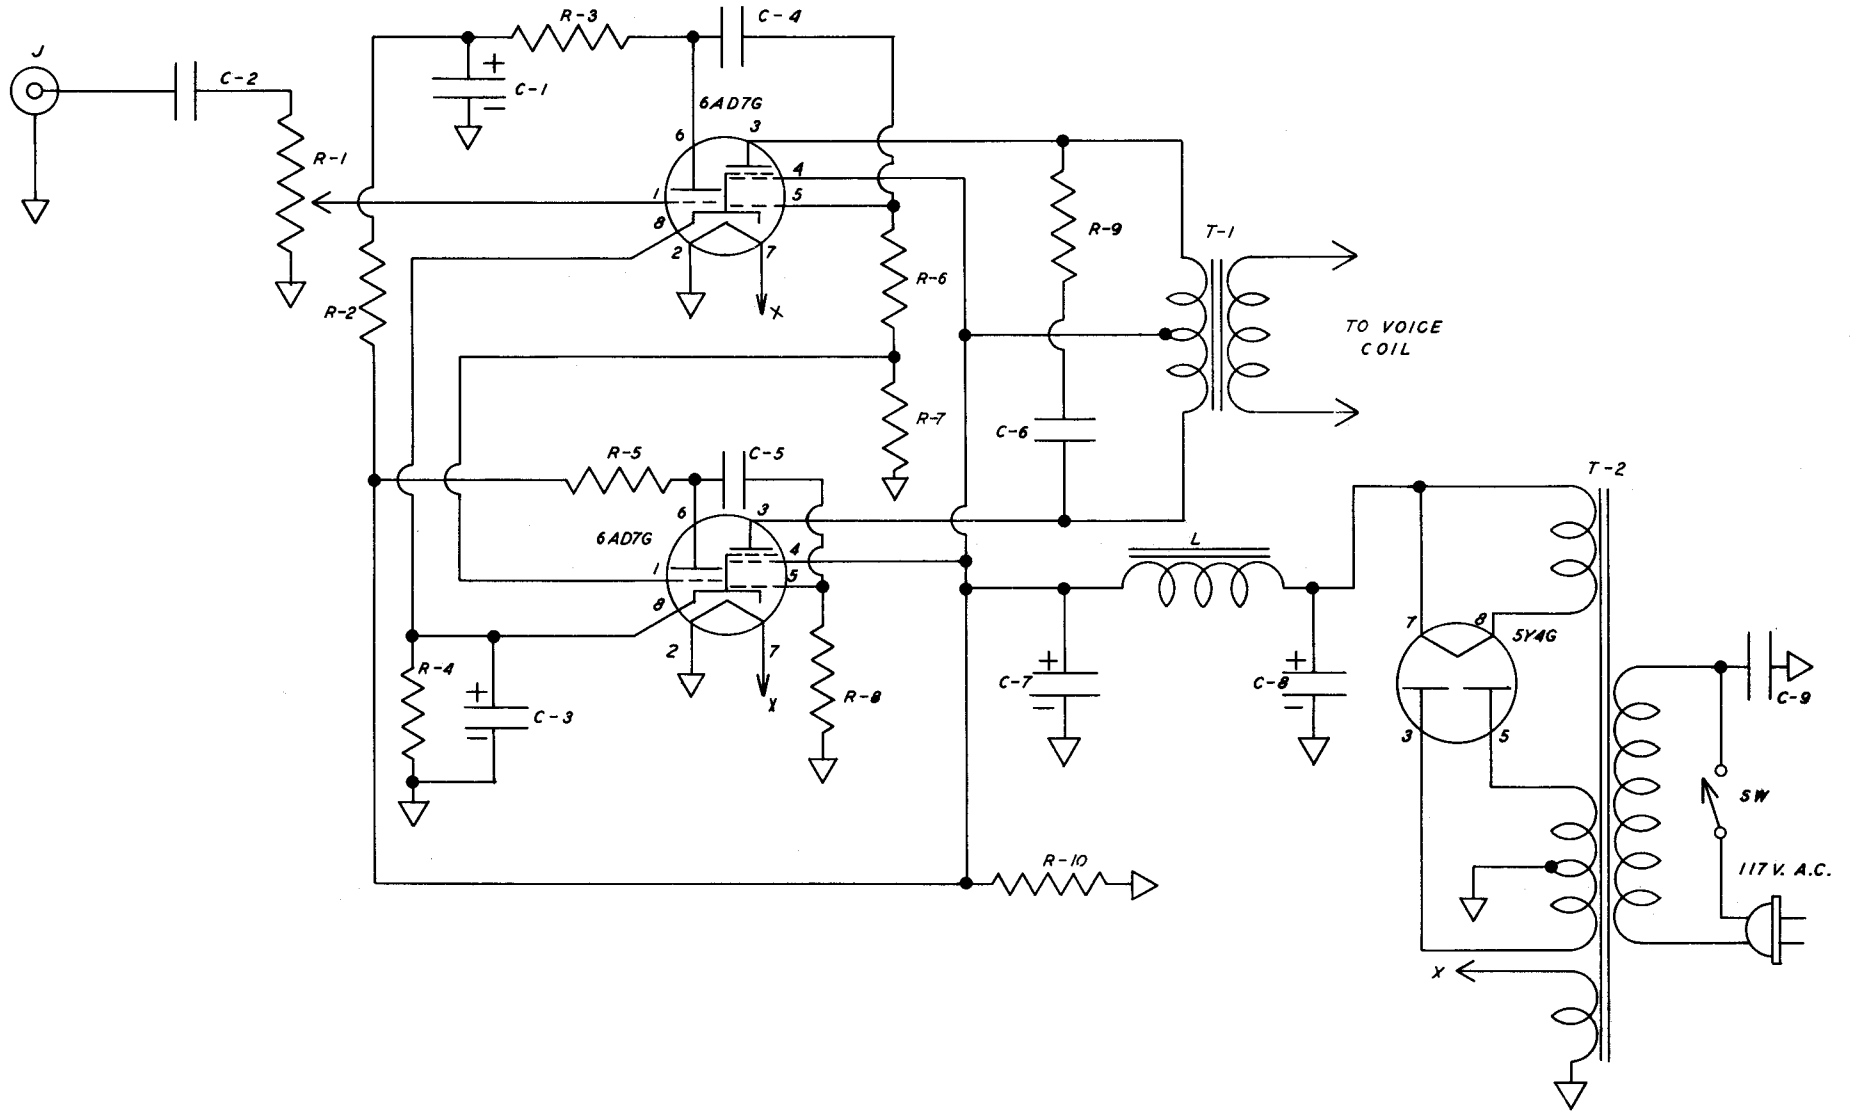 J
C-2
R-1
R-3
C-4
+
C-1
−
6AD7G
6
3
4
1
5
8
2
7
X
R-2
R-6
R-9
T-1
TO VOICE
COIL
R-7
C-6
R-5
C-5
6
3
6AD7G
4
1
5
8
2
7
X
R-4
+
C-3
−
R-8
L
+
C-7
−
+
C-8
−
T-2
7
8
5Y4G
3
5
C-9
SW
117 V. A.C.
R-10
X